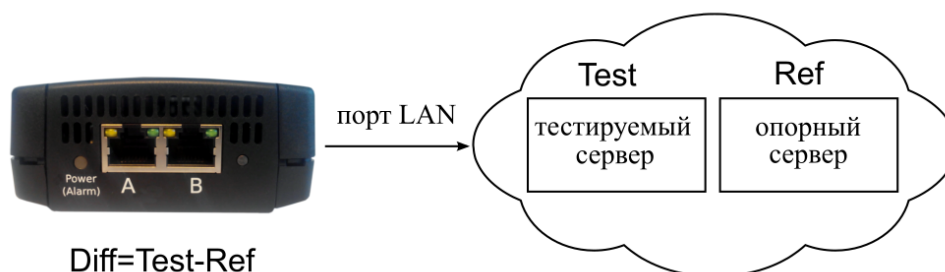 Test
Ref
порт LAN
тестируемый
сервер
опорный
сервер
Power
(Alarm)
A
B
Diff=Test-Ref